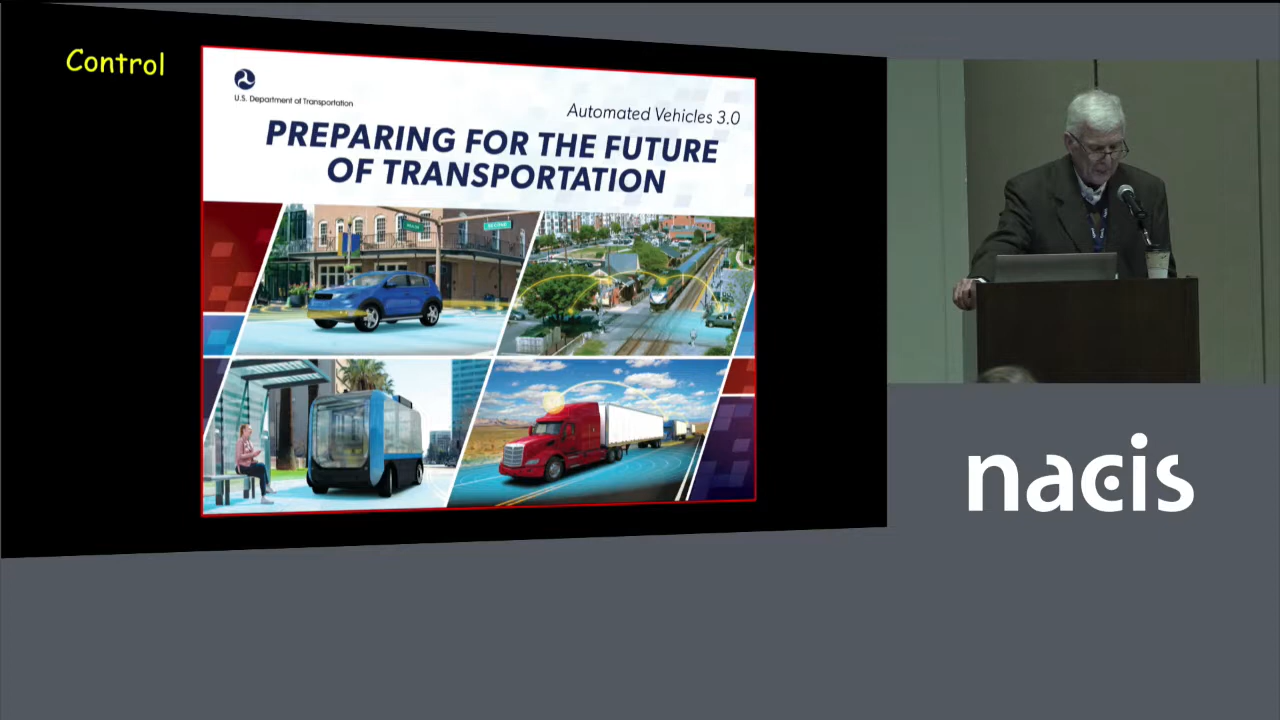 Control
U.S. Department of Transportation
Automated Vehicles 3.0
PREPARING FOR THE FUTURE
OF TRANSPORTATION
nacis